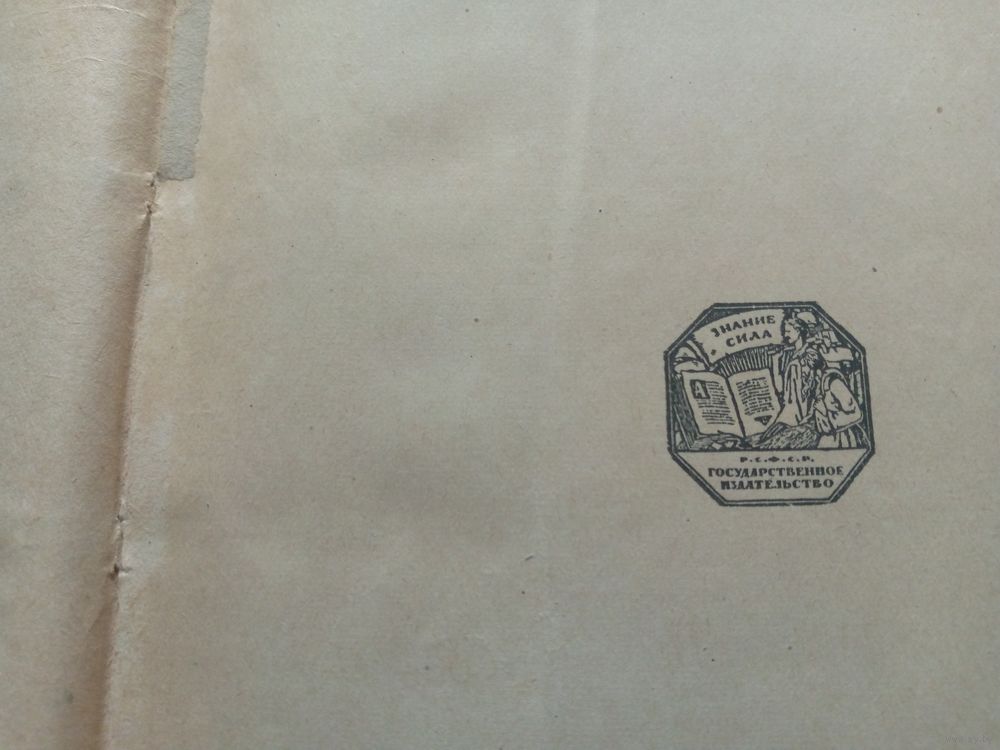 ЗНАНИЕ
СИЛА
А
Р.С.Ф.С.Р.
ГОСУДАРСТВЕННОЕ
ИЗДАТЕЛЬСТВО